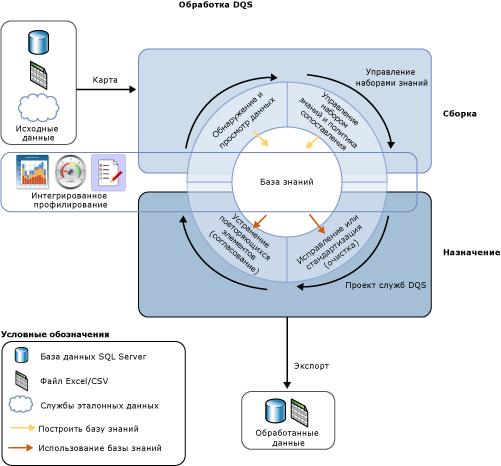 Обработка DQS
Исходные
данные
Карта
Управление
наборами знаний
Сборка
Обнаружение и
просмотр данных
Управление
набором
знаний и политика
сопоставления
База знаний
Интегрированное
профилирование
Устранение
повторяющихся
элементов
(согласование)
Исправление или
стандартизация
(очистка)
Назначение
Проект служб DQS
Экспорт
Обработанные
данные
Условные обозначения
База данных SQL Server
Файл Excel/CSV
Службы эталонных данных
Построить базу знаний
Использование базы знаний